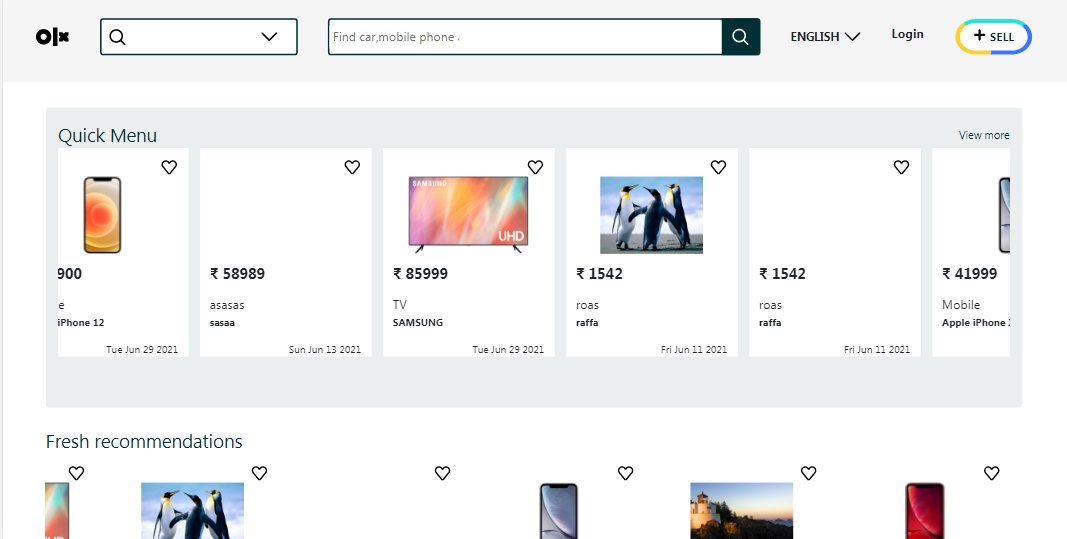 olx
Find car,mobile phone
ENGLISH
Login
+ SELL
Quick Menu
View more
900
e
iPhone 12
Tue Jun 29 2021
₹ 58989
asasas
sasaa
Sun Jun 13 2021
SAMSUNG
UHD
₹ 85999
TV
SAMSUNG
Tue Jun 29 2021
₹ 1542
roas
raffa
Fri Jun 11 2021
₹ 1542
roas
raffa
Fri Jun 11 2021
₹ 41999
Mobile
Apple iPhone
Fresh recommendations